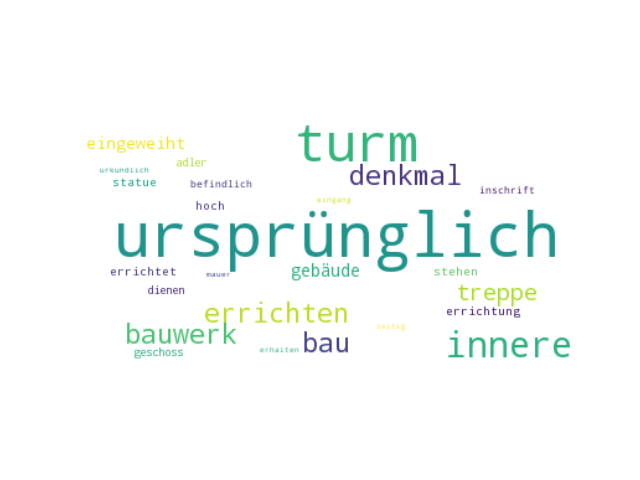 turm
eingeweiht
adler
urkundlich
denkmal
statue
befindlich
inschrift
eingang
hoch
ursprünglich
gebäude
errichtet
mauer
stehen
dienen
treppe
errichten
errichtung
bauwerk
bau
innere
geschoss
erhalten